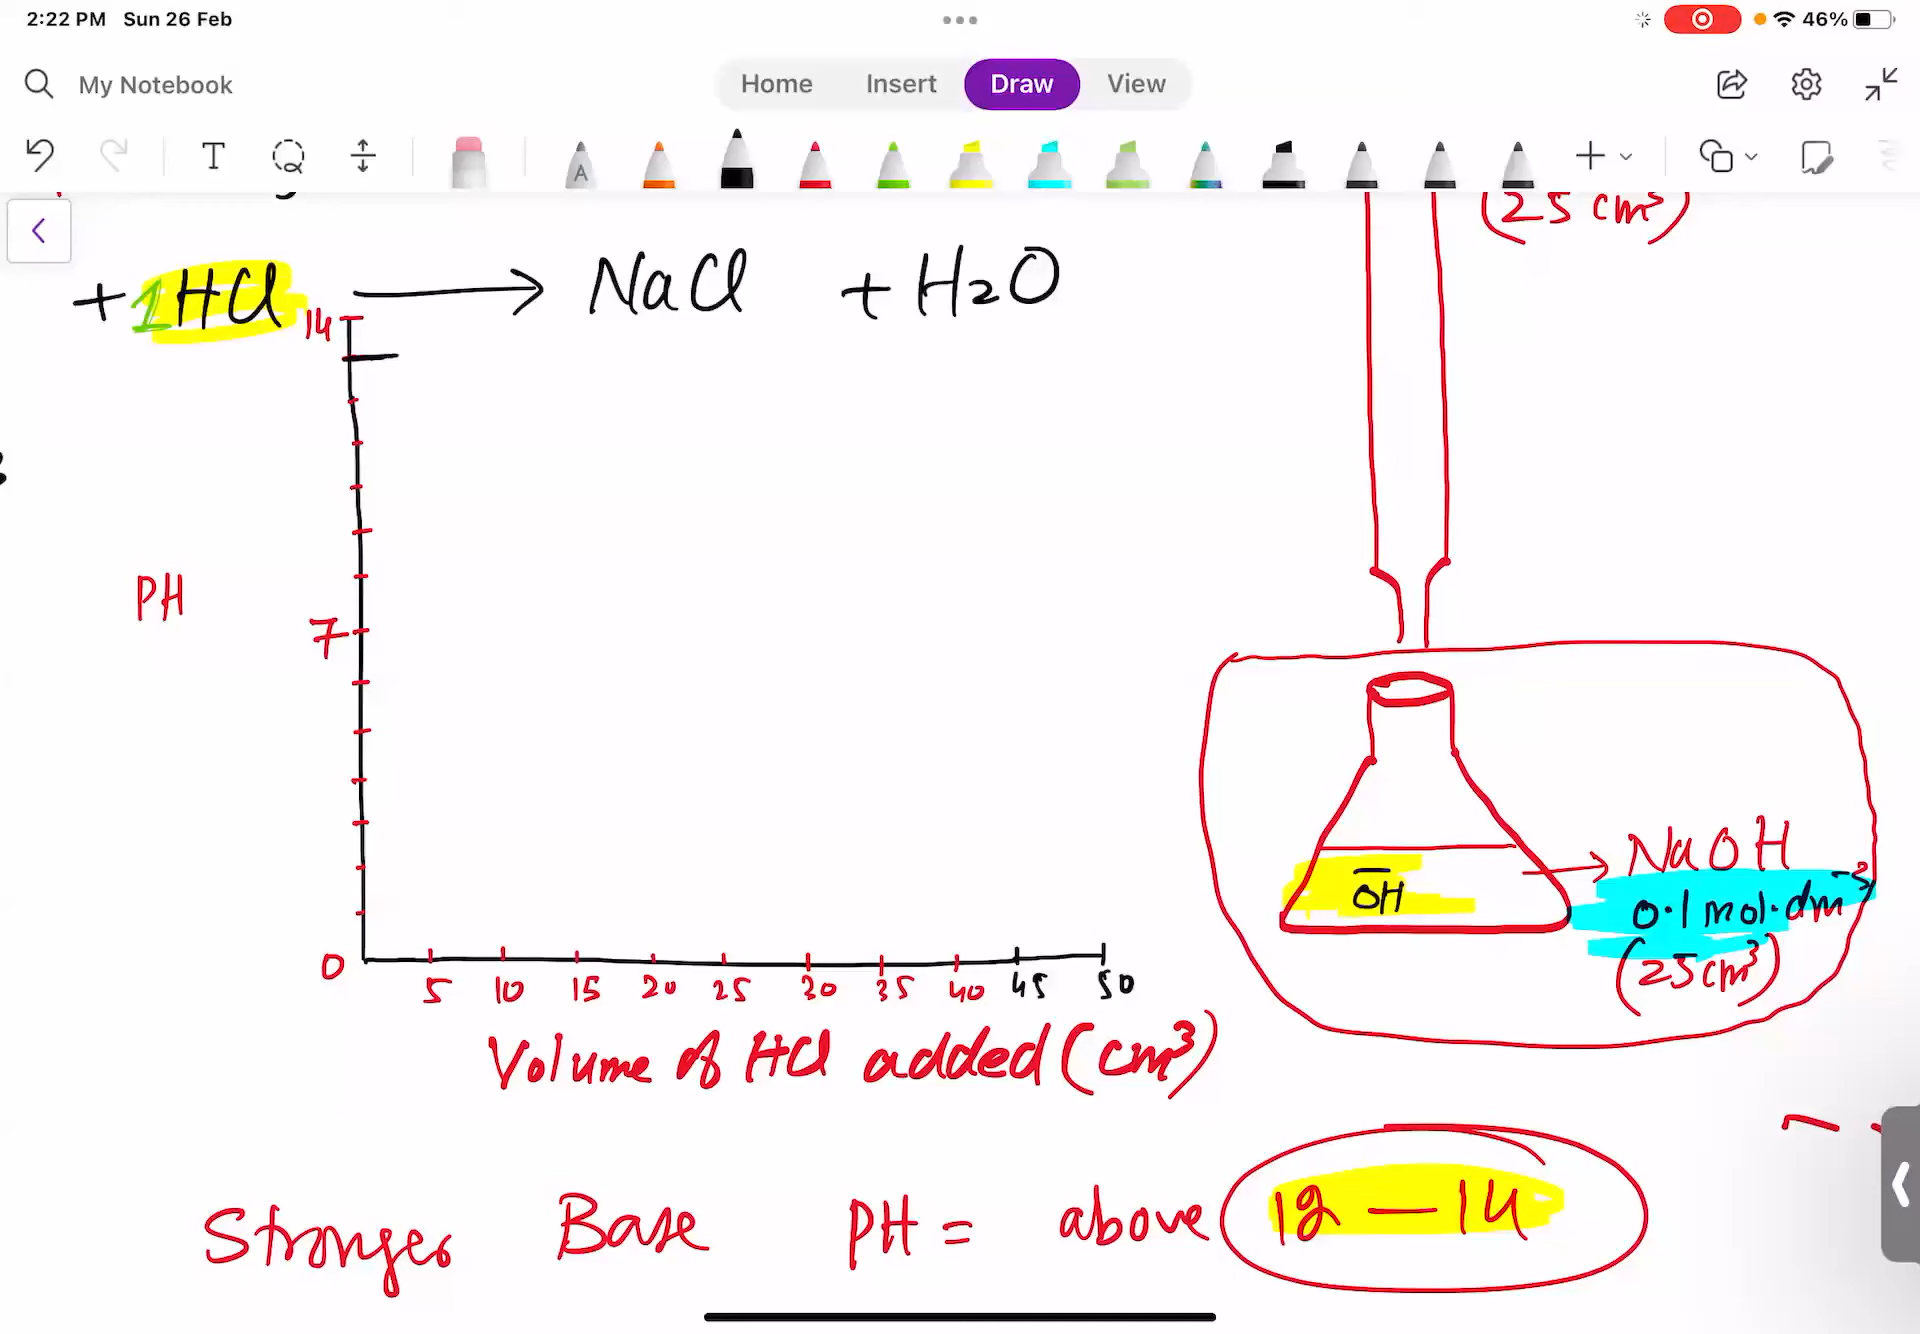 2:22 PM Sun 26 Feb
46%
My Notebook
Home Insert Draw View
T
A
(25 cm³)
+ 1HCl → NaCl + H2O
14
PH
7
0
5 10 15 20 25 30 35 40 45 50
Volume of HCl added (cm³)
OH
NaOH
0.1 mol.dm⁻³
(25cm³)
Stronger Base PH = above 12 — 14